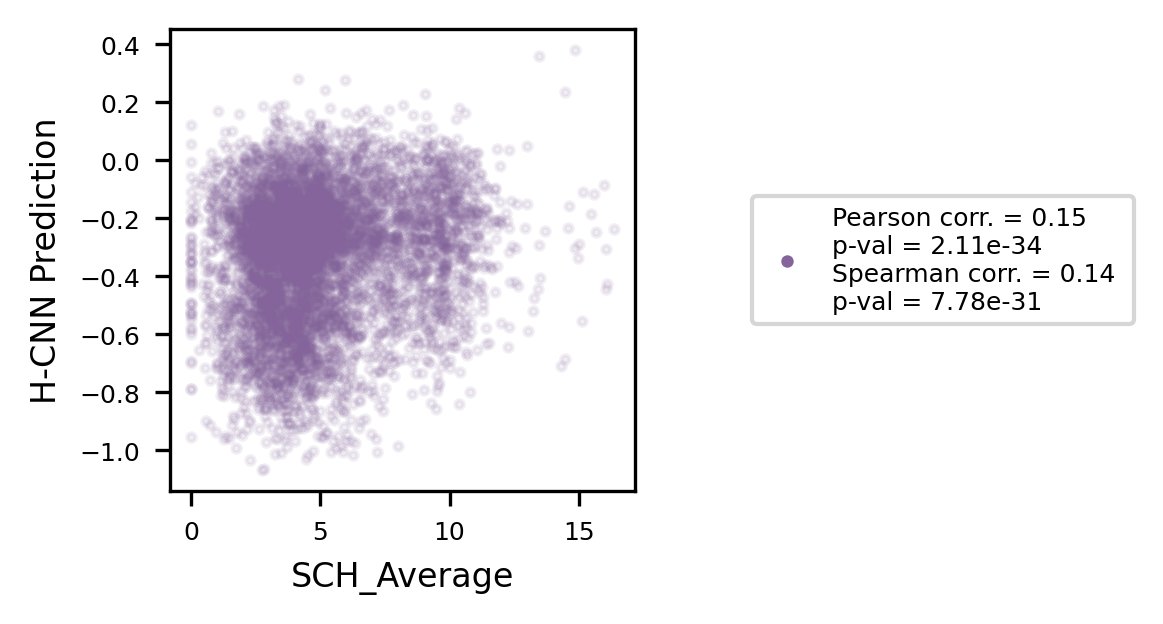 0.4
0.2
0.0
−0.2
−0.4
−0.6
−0.8
−1.0
H-CNN Prediction
0
5
10
15
SCH_Average
Pearson corr. = 0.15
p-val = 2.11e-34
Spearman corr. = 0.14
p-val = 7.78e-31